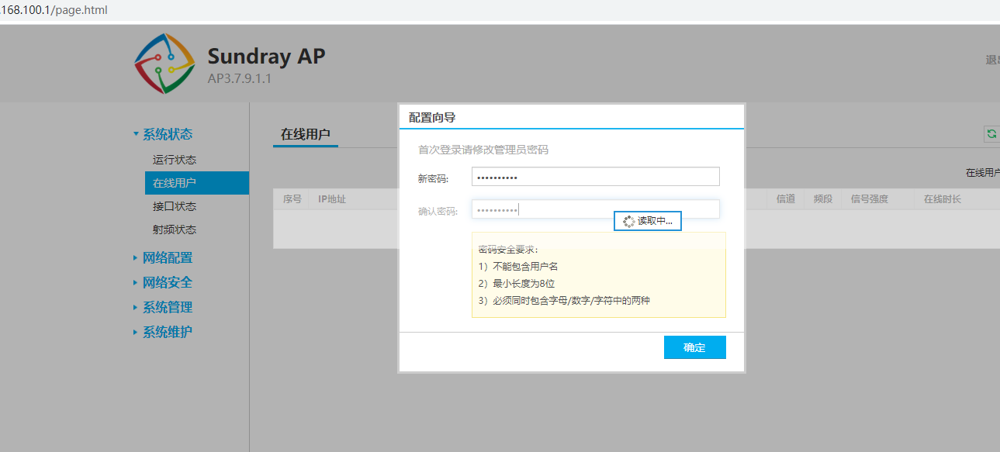 .168.100.1/page.html
Sundray AP
AP3.7.9.1.1
配置向导
首次登录请修改管理员密码
新密码: ••••••••••
确认密码: ••••••••••
读取中...
密码安全要求:
1）不能包含用户名
2）最小长度为8位
3）必须同时包含字母/数字/字符中的两种
确定
系统状态
运行状态
在线用户
接口状态
射频状态
网络配置
网络安全
系统管理
系统维护
在线用户
在线用户
序号 IP地址 信道 频段 信号强度 在线时长